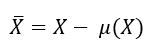 X̄ = X − μ(X)